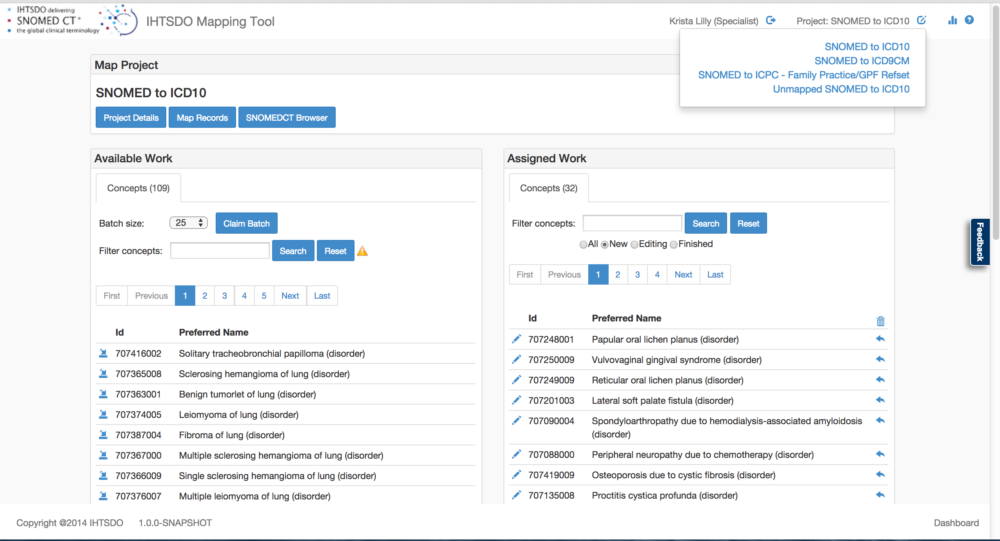 IHTSDO delivering
SNOMED CT®
the global clinical terminology
IHTSDO Mapping Tool
Krista Lilly (Specialist)
Project: SNOMED to ICD10
SNOMED to ICD10
SNOMED to ICD9CM
SNOMED to ICPC - Family Practice/GPF Refset
Unmapped SNOMED to ICD10
Map Project
SNOMED to ICD10
Project Details Map Records SNOMEDCT Browser
Available Work
Concepts (109)
Batch size: 25 Claim Batch
Filter concepts: Search Reset
First Previous 1 2 3 4 5 Next Last
Id Preferred Name
707416002 Solitary tracheobronchial papilloma (disorder)
707365008 Sclerosing hemangioma of lung (disorder)
707363001 Benign tumorlet of lung (disorder)
707374005 Leiomyoma of lung (disorder)
707387004 Fibroma of lung (disorder)
707367000 Multiple sclerosing hemangioma of lung (disorder)
707366009 Single sclerosing hemangioma of lung (disorder)
707376007 Multiple leiomyoma of lung (disorder)
Assigned Work
Concepts (32)
Filter concepts: Search Reset
All New Editing Finished
First Previous 1 2 3 4 Next Last
Id Preferred Name
707248001 Papular oral lichen planus (disorder)
707250009 Vulvovaginal gingival syndrome (disorder)
707249009 Reticular oral lichen planus (disorder)
707201003 Lateral soft palate fistula (disorder)
707090004 Spondyloarthropathy due to hemodialysis-associated amyloidosis
(disorder)
707088000 Peripheral neuropathy due to chemotherapy (disorder)
707419009 Osteoporosis due to cystic fibrosis (disorder)
707135008 Proctitis cystica profunda (disorder)
Feedback
Copyright @2014 IHTSDO 1.0.0-SNAPSHOT
Dashboard